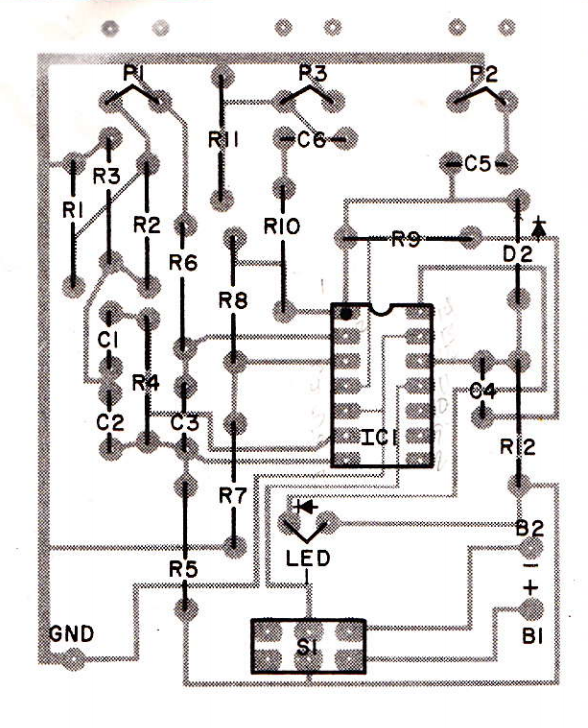 P1 P3 P2
R11 C6
R3 C5
R1 R2 R10
R9
R6 D2
R8
C1
R4 C4
C2 C3 IC1
R12
R7
B2
LED
R5 -
+
GND S1 B1